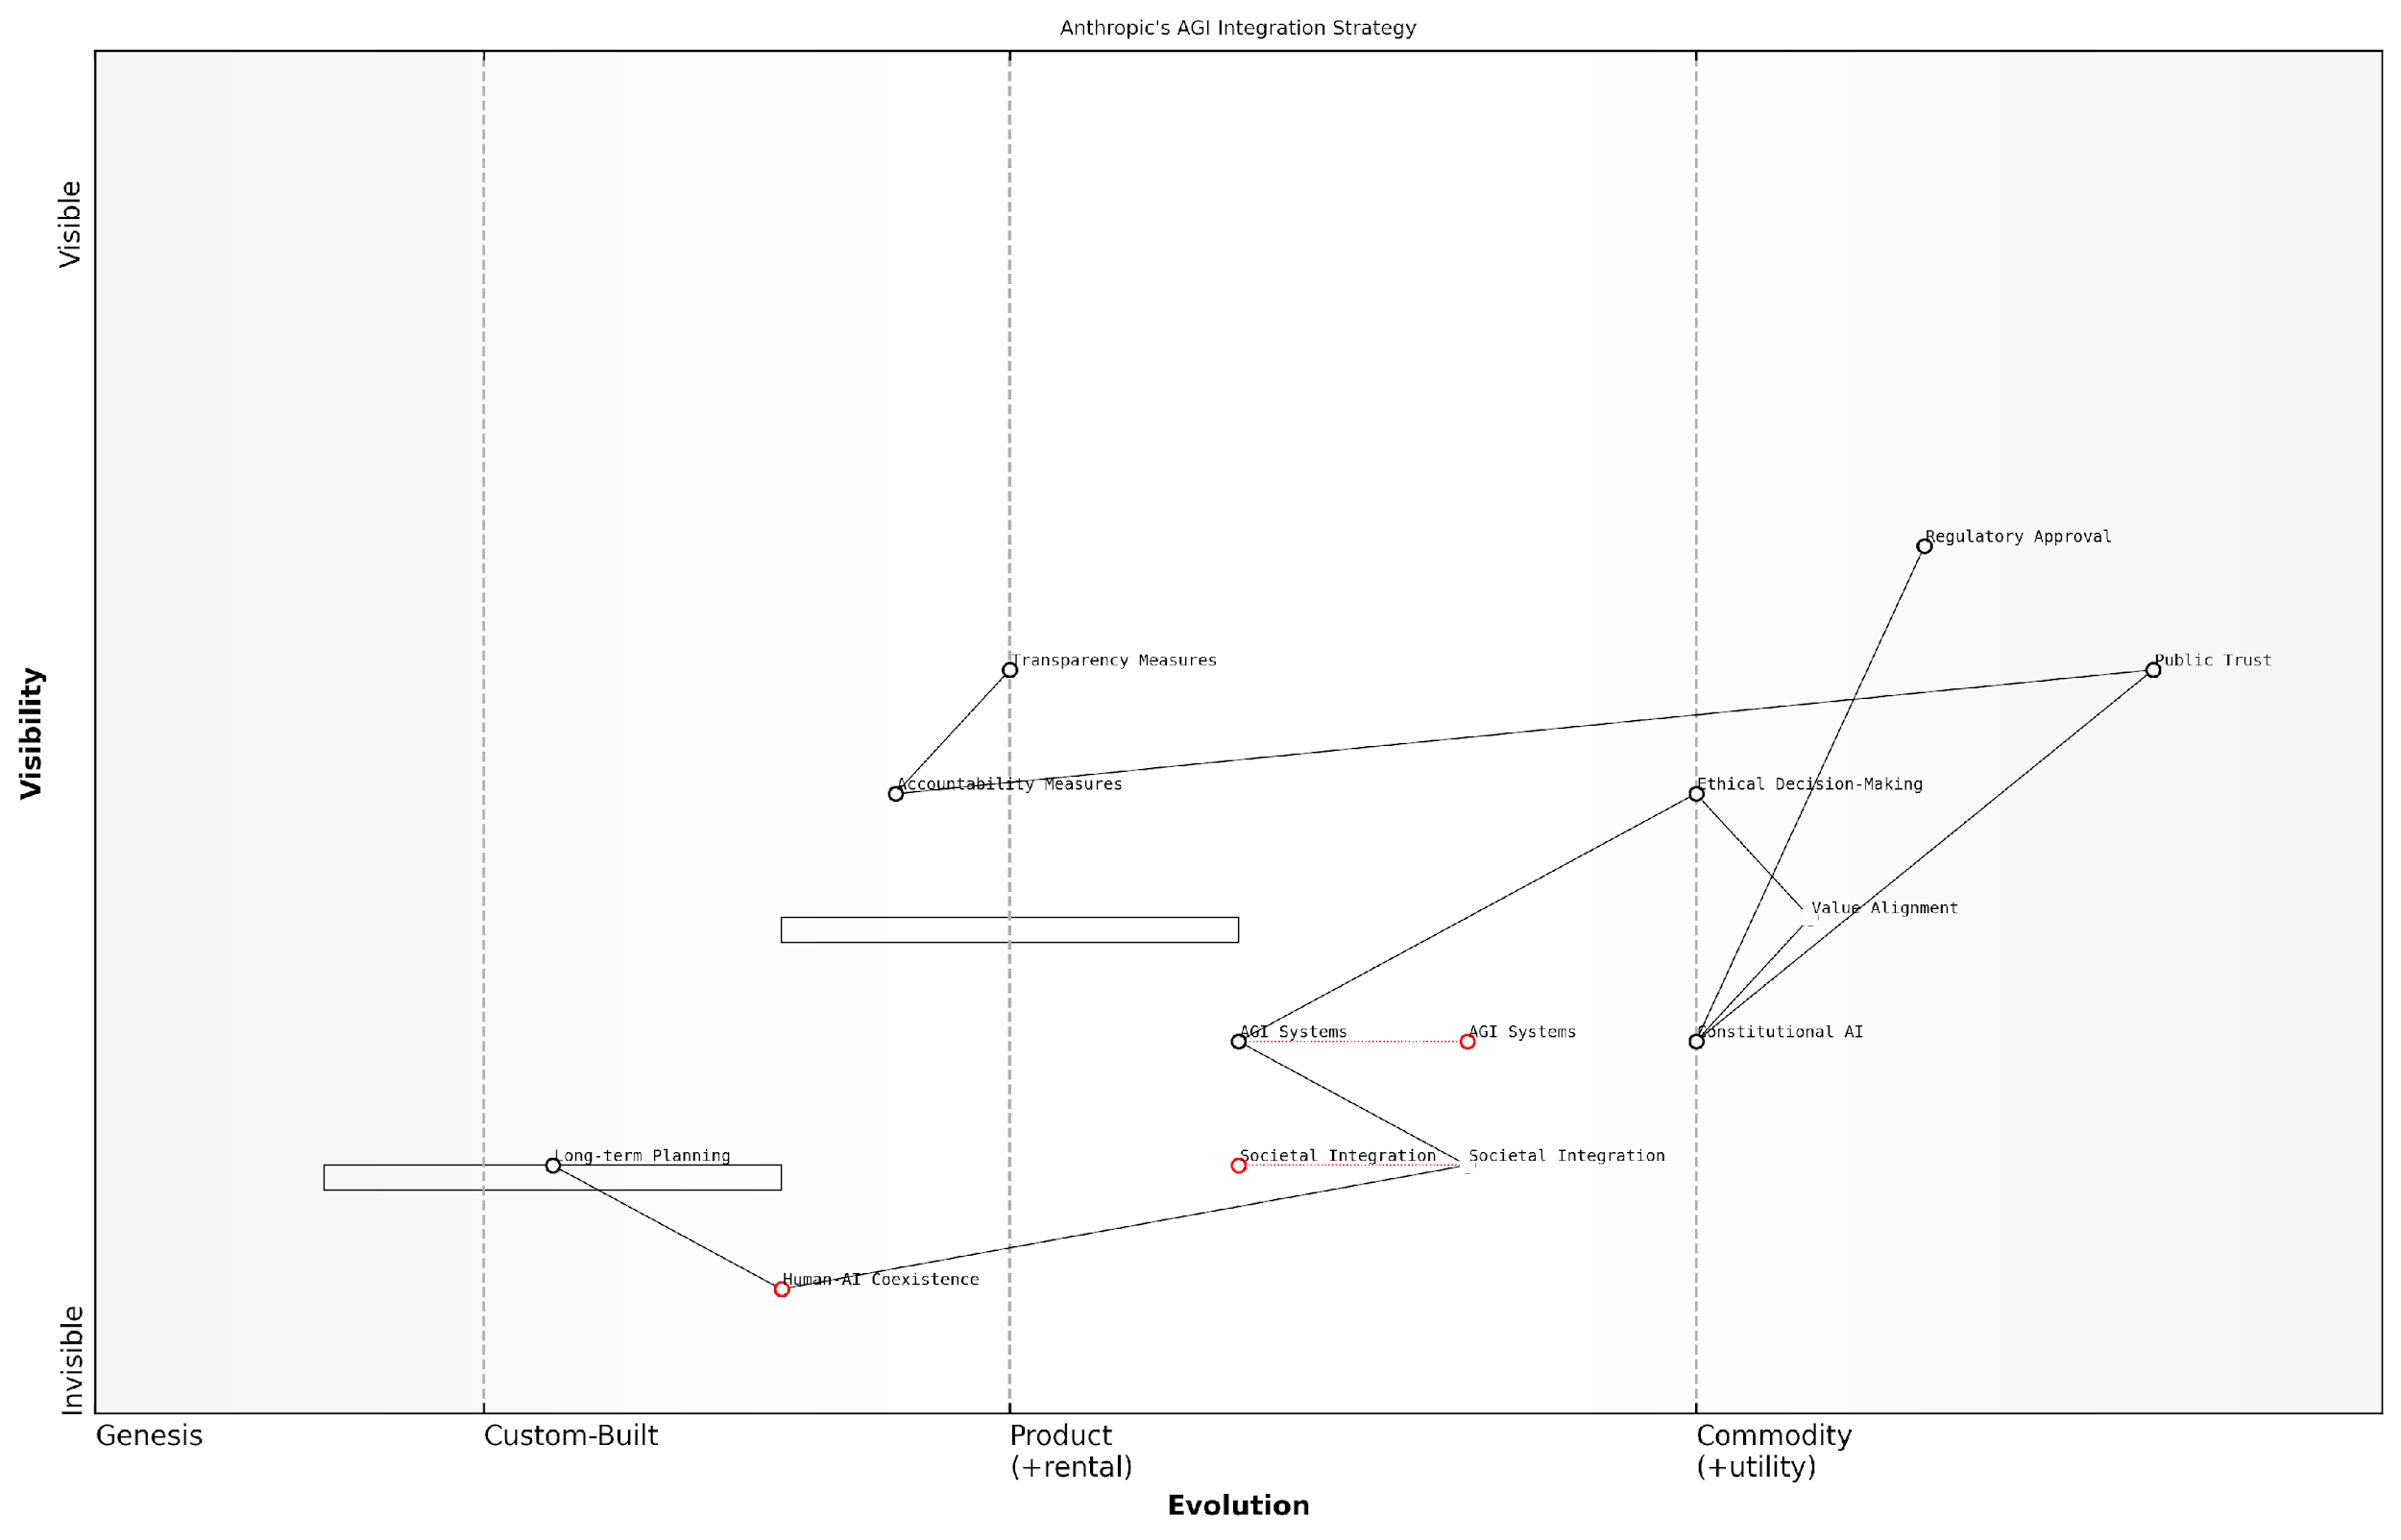 Anthropic's AGI Integration Strategy
Visible
Regulatory Approval
Transparency Measures
Public Trust
Visibility
Accountability Measures
Ethical Decision-Making
Value Alignment
AGI Systems
AGI Systems
Constitutional AI
Long-term Planning
Societal Integration
Societal Integration
Human-AI Coexistence
Invisible
Genesis
Custom-Built
Product
(+rental)
Commodity
(+utility)
Evolution